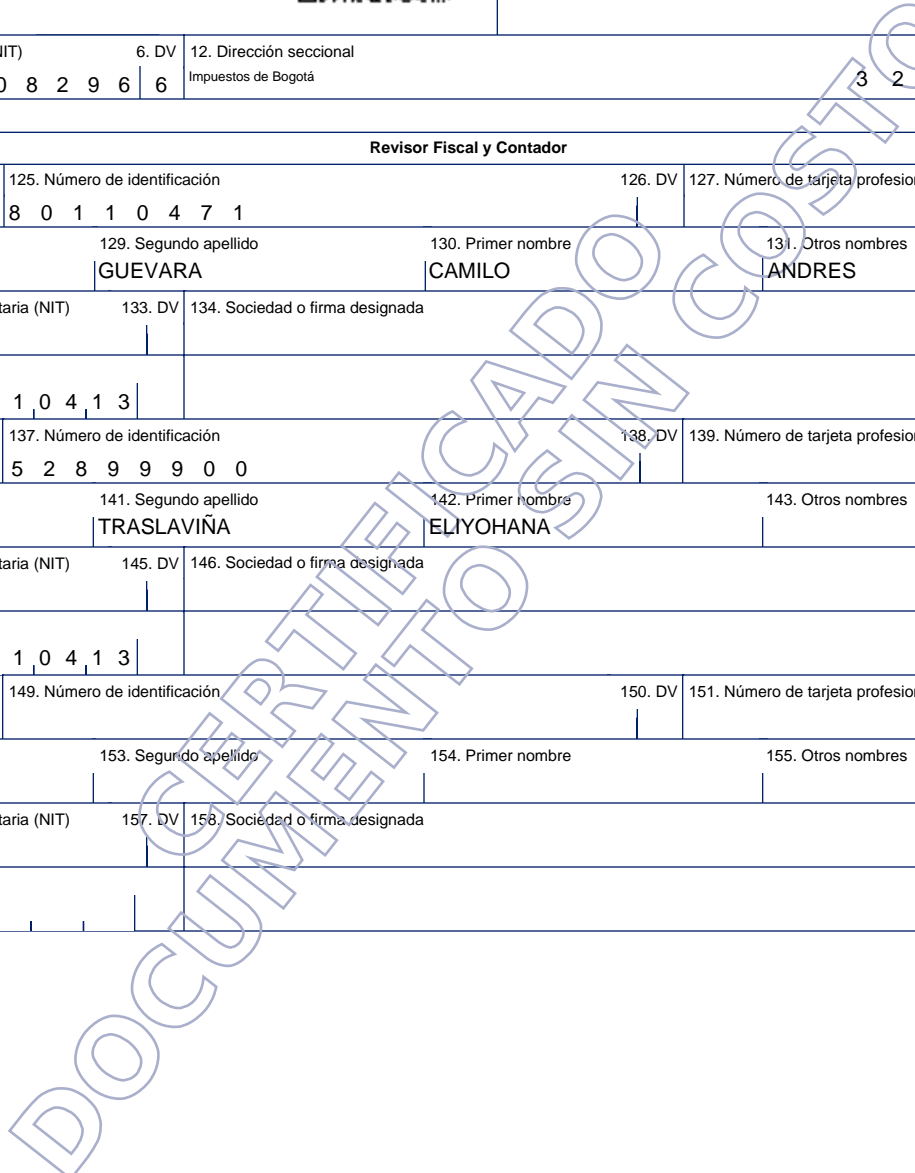 NIT) 6. DV 12. Dirección seccional
0 8 2 9 6 6 Impuestos de Bogotá 3 2
Revisor Fiscal y Contador
125. Número de identificación 126. DV 127. Número de tarjeta profesion
8 0 1 1 0 4 7 1
129. Segundo apellido 130. Primer nombre 131. Otros nombres
GUEVARA CAMILO ANDRES
taria (NIT) 133. DV 134. Sociedad o firma designada
1 0 4 1 3
137. Número de identificación 138. DV 139. Número de tarjeta profesion
5 2 8 9 9 9 0 0
141. Segundo apellido 142. Primer nombre 143. Otros nombres
TRASLAVIÑA ELIYOHANA
taria (NIT) 145. DV 146. Sociedad o firma designada
1 0 4 1 3
149. Número de identificación 150. DV 151. Número de tarjeta profesion
153. Segundo apellido 154. Primer nombre 155. Otros nombres
taria (NIT) 157. DV 158. Sociedad o firma designada
CERTIFICADO
DOCUMENTO SIN COSTO